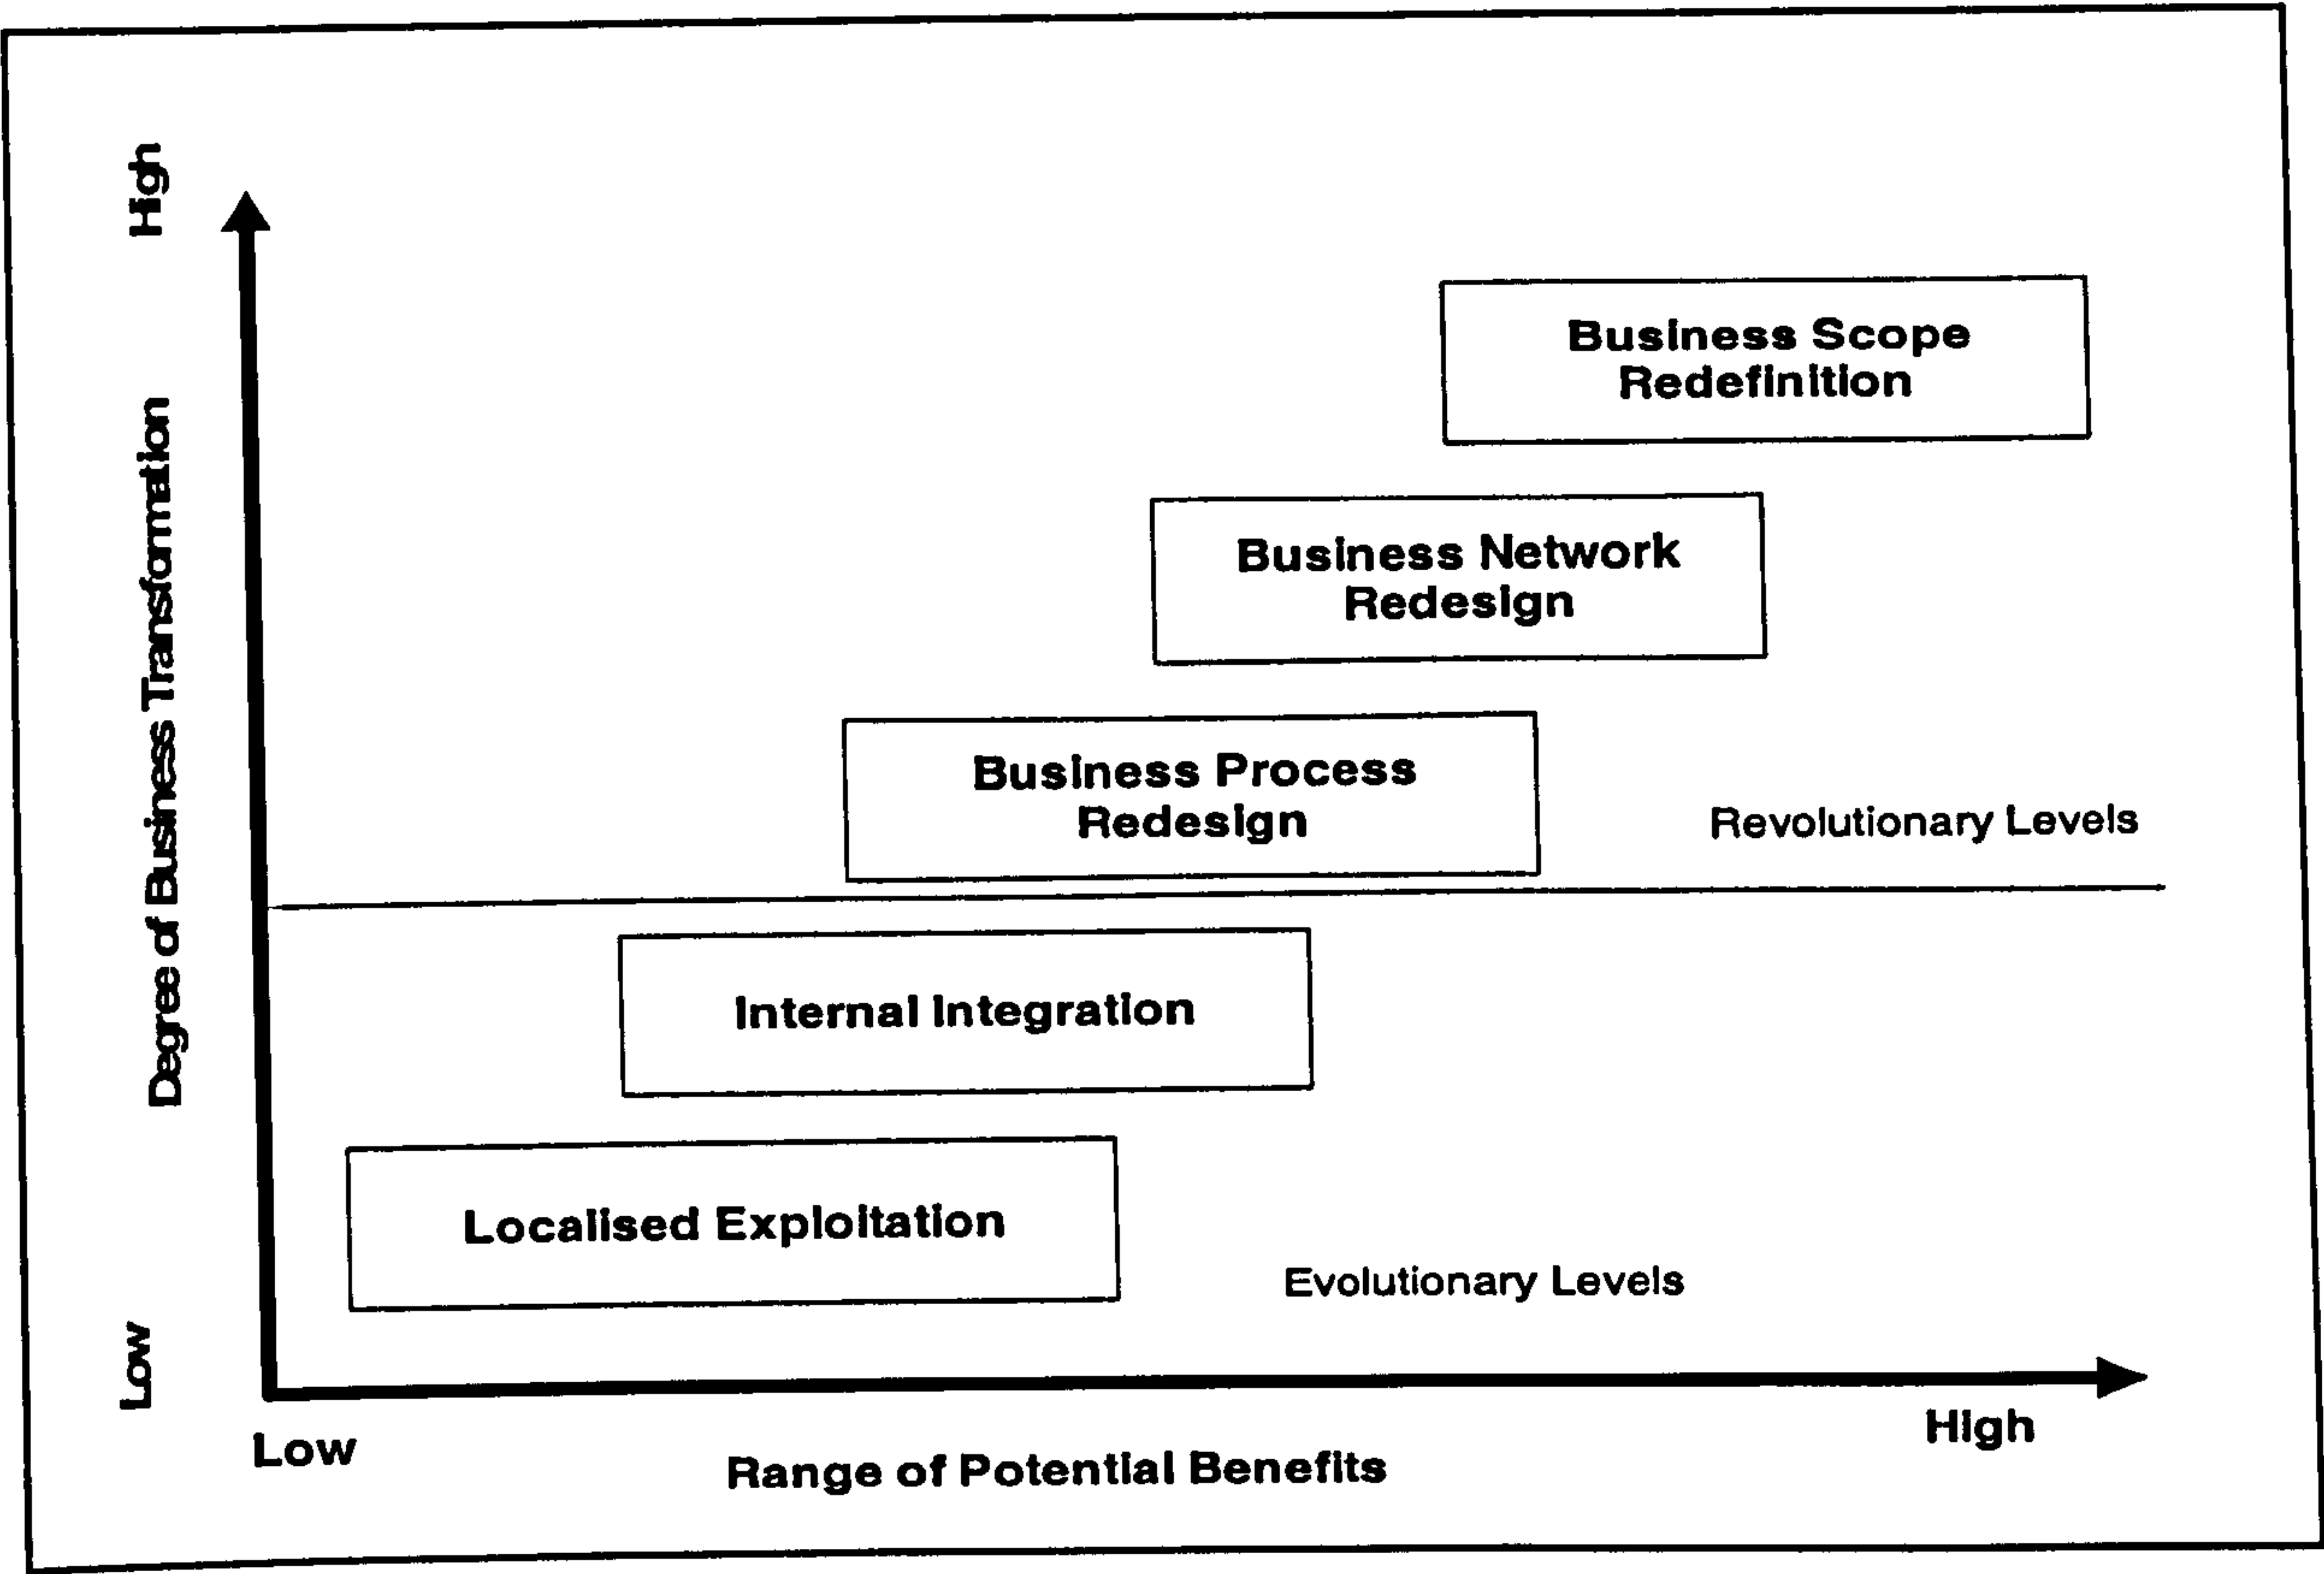 High
Degree of Business Transformation
Low
Business Scope
Redefinition
Business Network
Redesign
Business Process
Redesign
Revolutionary Levels
Internal Integration
Localised Exploitation
Evolutionary Levels
Low
Range of Potential Benefits
High